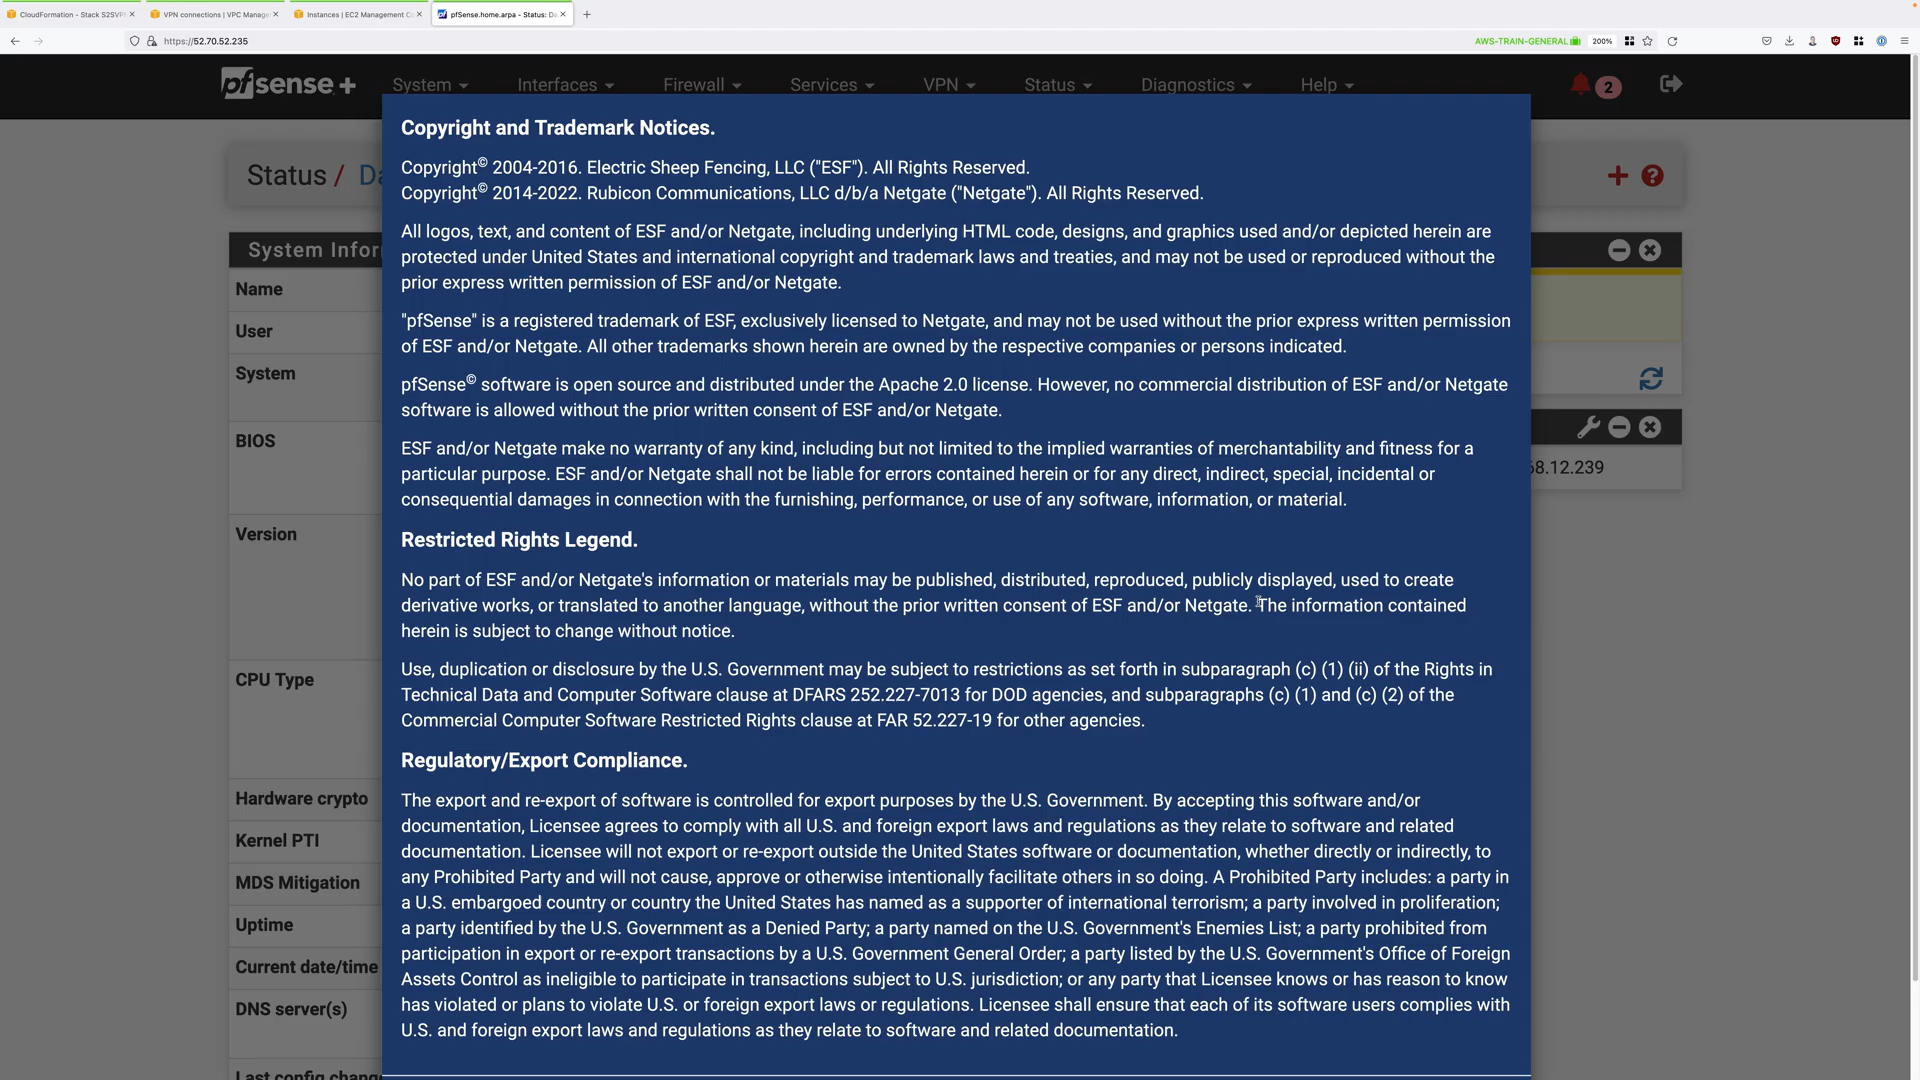 CloudFormation - Stack S2SVPN
VPN connections | VPC Manage
Instances | EC2 Management Co
pfSense.home.arpa - Status: Da
https://52.70.52.235
AWS-TRAIN-GENERAL
200%
pfsense +
System
Interfaces
Firewall
Services
VPN
Status
Diagnostics
Help
2
Status / Da
System Infor
Name
User
System
BIOS
Version
CPU Type
Hardware crypto
Kernel PTI
MDS Mitigation
Uptime
Current date/time
DNS server(s)
Last config chang
Copyright and Trademark Notices.
Copyright© 2004-2016. Electric Sheep Fencing, LLC ("ESF"). All Rights Reserved.
Copyright© 2014-2022. Rubicon Communications, LLC d/b/a Netgate ("Netgate"). All Rights Reserved.
All logos, text, and content of ESF and/or Netgate, including underlying HTML code, designs, and graphics used and/or depicted herein are
protected under United States and international copyright and trademark laws and treaties, and may not be used or reproduced without the
prior express written permission of ESF and/or Netgate.
"pfSense" is a registered trademark of ESF, exclusively licensed to Netgate, and may not be used without the prior express written permission
of ESF and/or Netgate. All other trademarks shown herein are owned by the respective companies or persons indicated.
pfSense© software is open source and distributed under the Apache 2.0 license. However, no commercial distribution of ESF and/or Netgate
software is allowed without the prior written consent of ESF and/or Netgate.
ESF and/or Netgate make no warranty of any kind, including but not limited to the implied warranties of merchantability and fitness for a
particular purpose. ESF and/or Netgate shall not be liable for errors contained herein or for any direct, indirect, special, incidental or
consequential damages in connection with the furnishing, performance, or use of any software, information, or material.
Restricted Rights Legend.
No part of ESF and/or Netgate's information or materials may be published, distributed, reproduced, publicly displayed, used to create
derivative works, or translated to another language, without the prior written consent of ESF and/or Netgate. The information contained
herein is subject to change without notice.
Use, duplication or disclosure by the U.S. Government may be subject to restrictions as set forth in subparagraph (c) (1) (ii) of the Rights in
Technical Data and Computer Software clause at DFARS 252.227-7013 for DOD agencies, and subparagraphs (c) (1) and (c) (2) of the
Commercial Computer Software Restricted Rights clause at FAR 52.227-19 for other agencies.
Regulatory/Export Compliance.
The export and re-export of software is controlled for export purposes by the U.S. Government. By accepting this software and/or
documentation, Licensee agrees to comply with all U.S. and foreign export laws and regulations as they relate to software and related
documentation. Licensee will not export or re-export outside the United States software or documentation, whether directly or indirectly, to
any Prohibited Party and will not cause, approve or otherwise intentionally facilitate others in so doing. A Prohibited Party includes: a party in
a U.S. embargoed country or country the United States has named as a supporter of international terrorism; a party involved in proliferation;
a party identified by the U.S. Government as a Denied Party; a party named on the U.S. Government's Enemies List; a party prohibited from
participation in export or re-export transactions by a U.S. Government General Order; a party listed by the U.S. Government's Office of Foreign
Assets Control as ineligible to participate in transactions subject to U.S. jurisdiction; or any party that Licensee knows or has reason to know
has violated or plans to violate U.S. or foreign export laws or regulations. Licensee shall ensure that each of its software users complies with
U.S. and foreign export laws and regulations as they relate to software and related documentation.
68.12.239